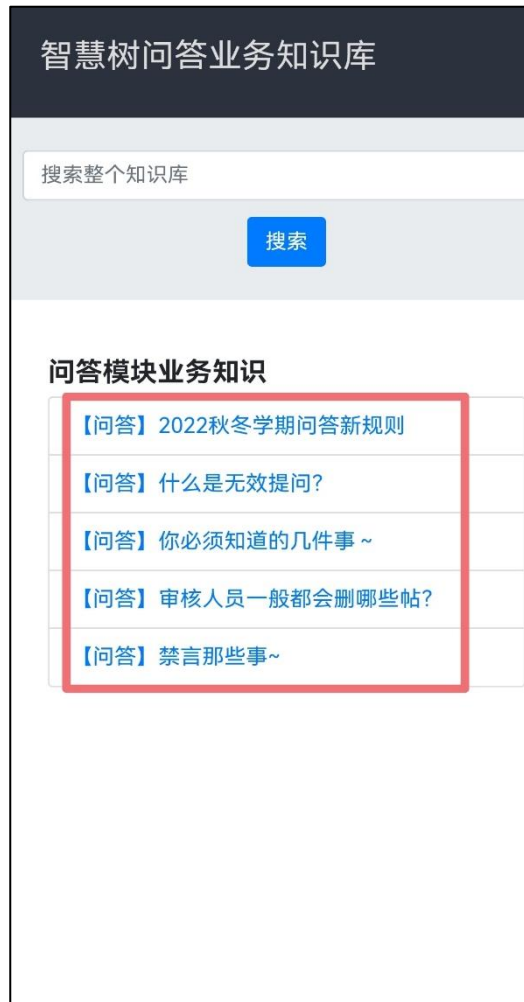 智慧树问答业务知识库
搜索整个知识库
搜索
问答模块业务知识
【问答】2022秋冬学期问答新规则
【问答】什么是无效提问?
【问答】你必须知道的几件事 ~
【问答】审核人员一般都会删哪些帖?
【问答】禁言那些事~